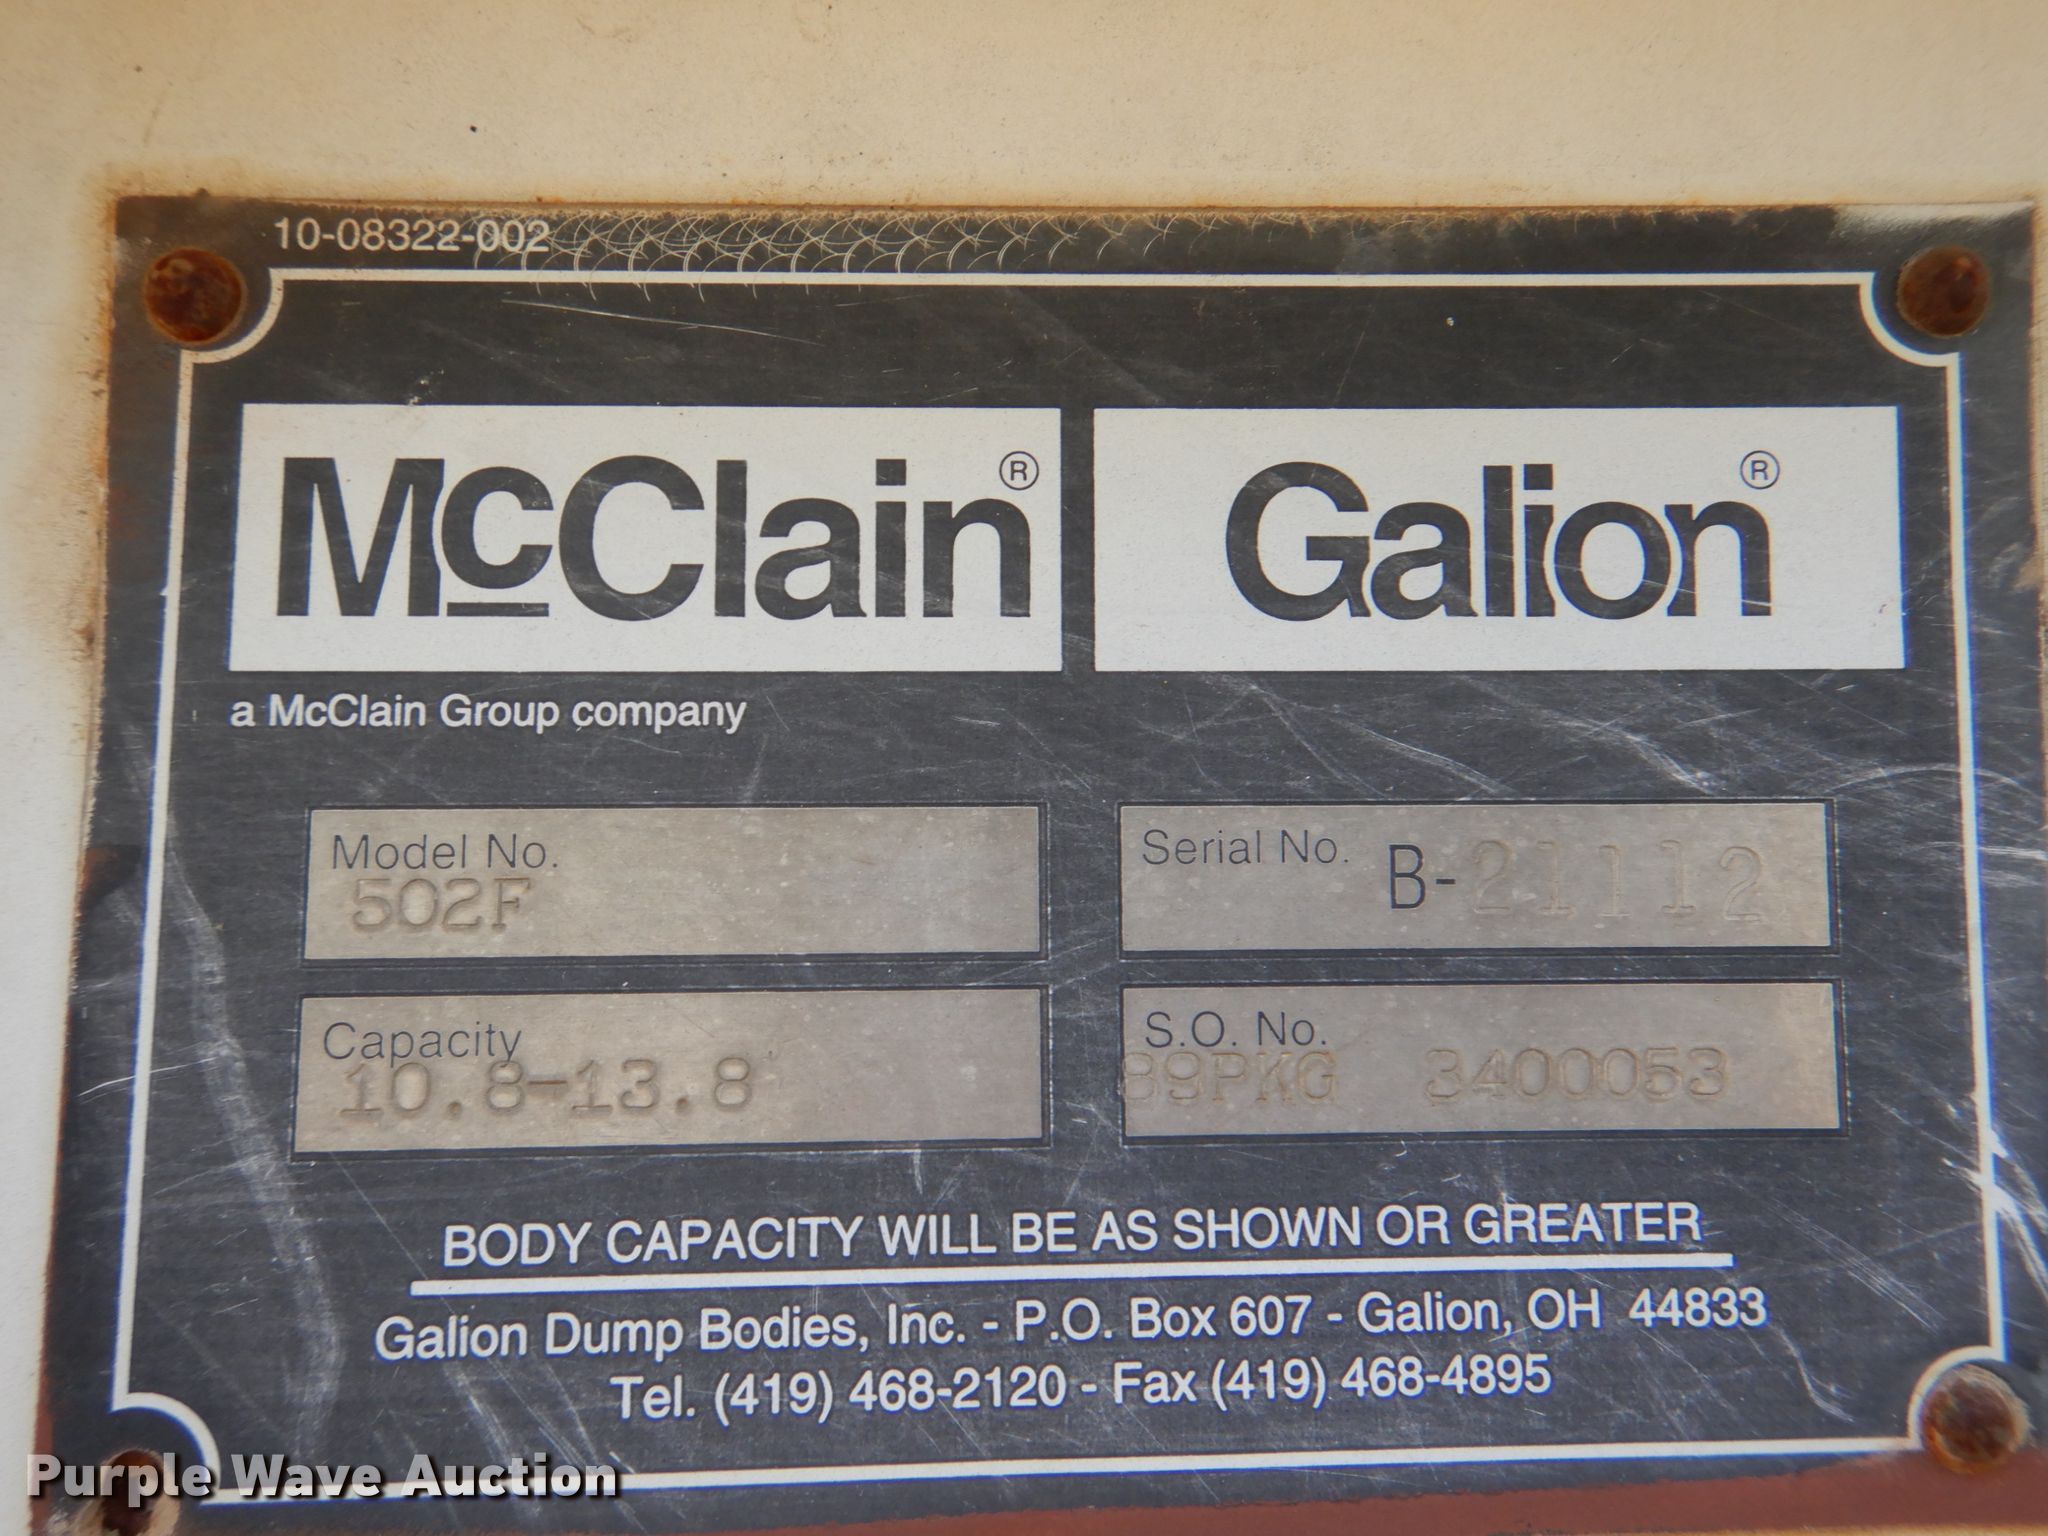 10-08322-002
McClain® Galion®
a McClain Group company
Model No. 502F
Serial No. B-21112
Capacity 10.8-13.8
S.O. No. 89PKG 3400053
BODY CAPACITY WILL BE AS SHOWN OR GREATER
Galion Dump Bodies, Inc. - P.O. Box 607 - Galion, OH 44833
Tel. (419) 468-2120 - Fax (419) 468-4895
Purple Wave Auction